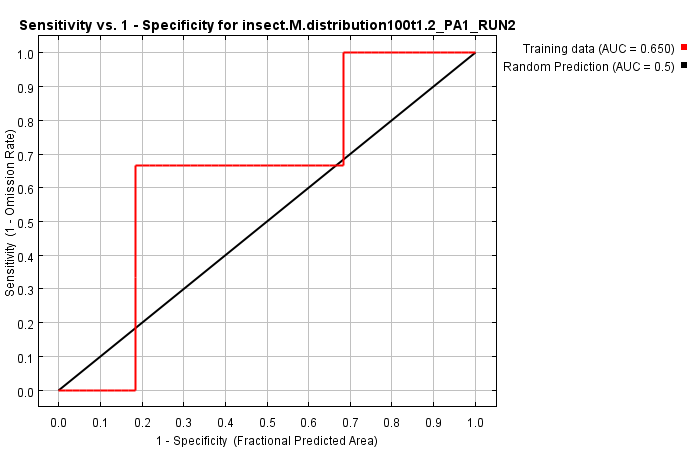 Sensitivity vs. 1 - Specificity for insect.M.distribution100t1.2_PA1_RUN2
Training data (AUC = 0.650)
Random Prediction (AUC = 0.5)
Sensitivity (1 - Omission Rate)
1.0
0.9
0.8
0.7
0.6
0.5
0.4
0.3
0.2
0.1
0.0
0.0 0.1 0.2 0.3 0.4 0.5 0.6 0.7 0.8 0.9 1.0
1 - Specificity (Fractional Predicted Area)